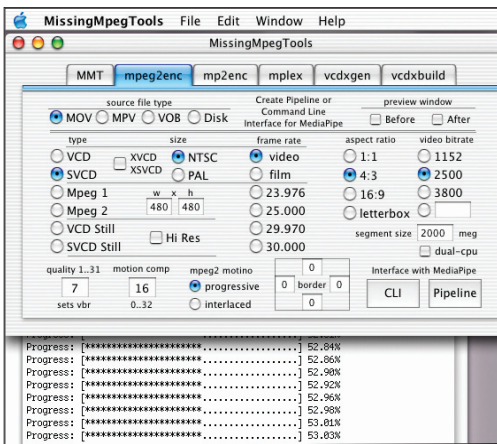 MissingMpegTools File Edit Window Help
MissingMpegTools
MMT mpeg2enc mp2enc mplex vcdxgen vcdxbuild
source file type
MOV MPV VOB Disk
Create Pipeline or
Command Line
Interface for MediaPipe
preview window
Before After
type size frame rate aspect ratio video bitrate
VCD XVCD NTSC video 1:1 1152
SVCD XSVCD PAL film 4:3 2500
Mpeg 1 w x h 23.976 16:9 3800
Mpeg 2 480 480 25.000 letterbox
VCD Still Hi Res 29.970 segment size 2000 meg
SVCD Still 30.000 dual-cpu
quality 1..31 motion comp mpeg2 motino 0 Interface with MediaPipe
7 16 progressive 0 border 0 CLI Pipeline
sets vbr 0..32 interlaced 0
Progress: [***********************..................] 52.84%
Progress: [***********************..................] 52.86%
Progress: [***********************..................] 52.90%
Progress: [***********************..................] 52.92%
Progress: [***********************..................] 52.96%
Progress: [***********************..................] 52.98%
Progress: [***********************..................] 53.01%
Progress: [***********************..................] 53.03%